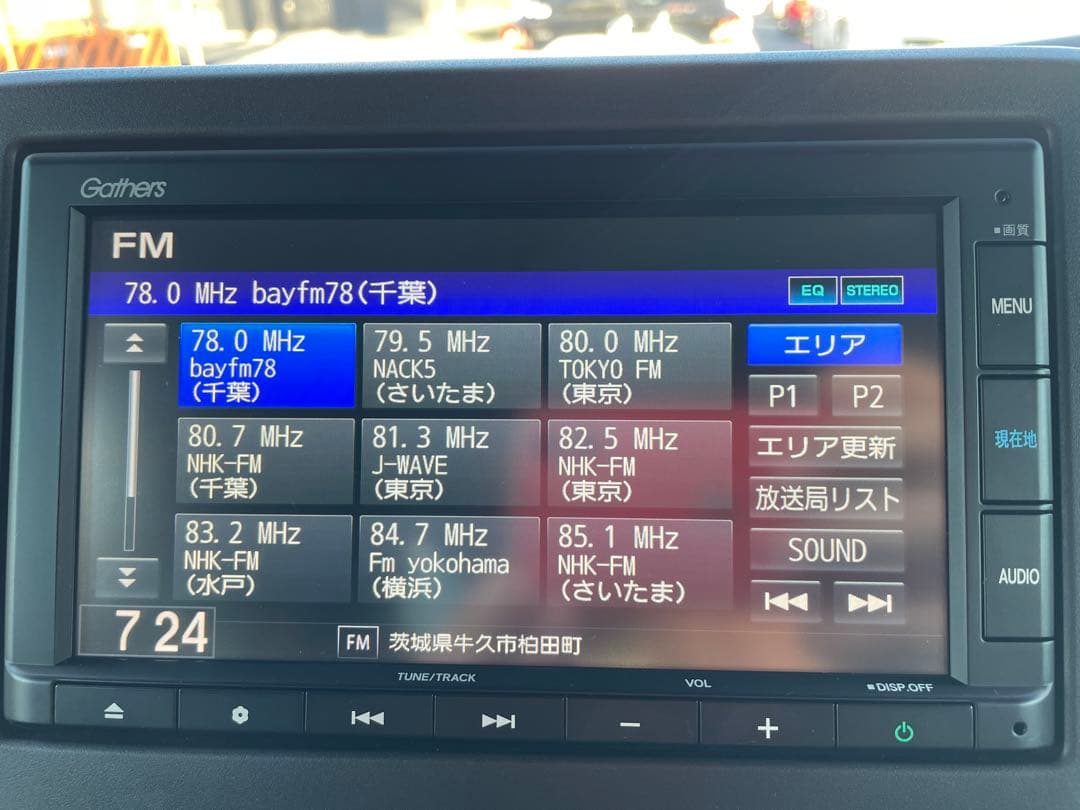 Gathers
■画質
FM
78.0 MHz bayfm78(千葉)
EQ
STEREO
78.0 MHz
bayfm78
(千葉)
79.5 MHz
NACK5
(さいたま)
80.0 MHz
TOKYO FM
(東京)
エリア
P1
P2
80.7 MHz
NHK-FM
(千葉)
81.3 MHz
J-WAVE
(東京)
82.5 MHz
NHK-FM
(東京)
エリア更新
放送局リスト
83.2 MHz
NHK-FM
(水戸)
84.7 MHz
Fm yokohama
(横浜)
85.1 MHz
NHK-FM
(さいたま)
SOUND
7 24
FM
茨城県牛久市柏田町
MENU
現在地
AUDIO
TUNE/TRACK
VOL
■DISP.OFF